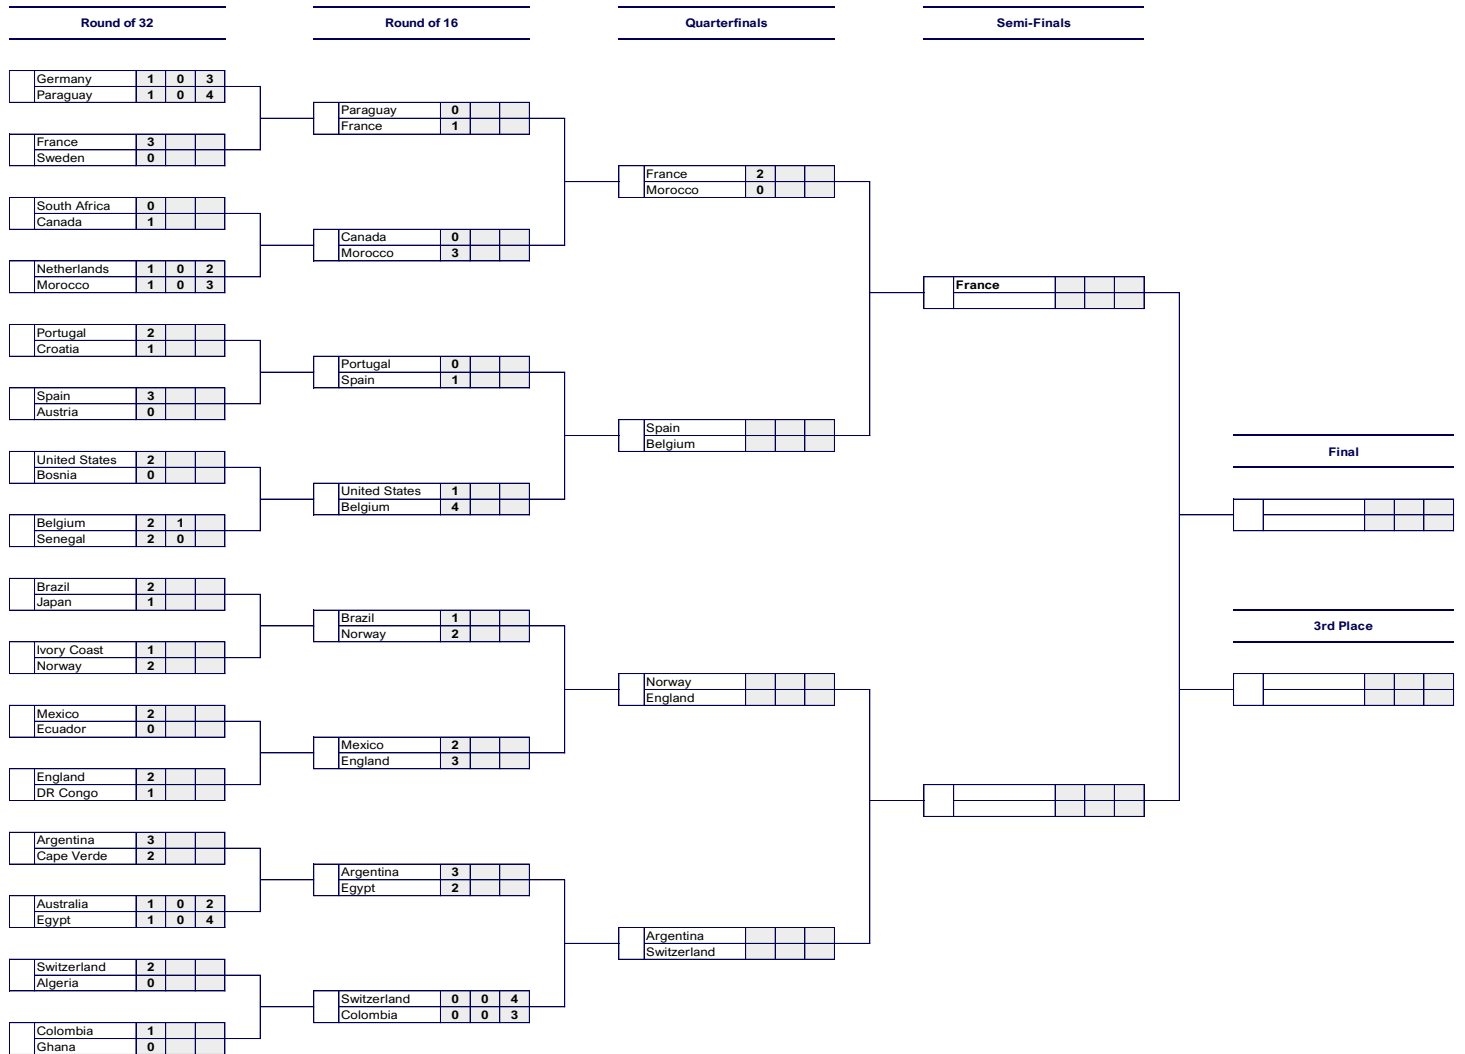 Round of 32
Round of 16
Quarterfinals
Semi-Finals
Germany 1 0 3
Paraguay 1 0 4
France 3
Sweden 0
South Africa 0
Canada 1
Netherlands 1 0 2
Morocco 1 0 3
Portugal 2
Croatia 1
Spain 3
Austria 0
United States 2
Bosnia 0
Belgium 2 1
Senegal 2 0
Brazil 2
Japan 1
Ivory Coast 1
Norway 2
Mexico 2
Ecuador 0
England 2
DR Congo 1
Argentina 3
Cape Verde 2
Australia 1 0 2
Egypt 1 0 4
Switzerland 2
Algeria 0
Colombia 1
Ghana 0
Paraguay 0
France 1
Canada 0
Morocco 3
Portugal 0
Spain 1
United States 1
Belgium 4
Brazil 1
Norway 2
Mexico 2
England 3
Argentina 3
Egypt 2
Switzerland 0 0 4
Colombia 0 0 3
France 2
Morocco 0
Spain
Belgium
Norway
England
Argentina
Switzerland
France
Final
3rd Place